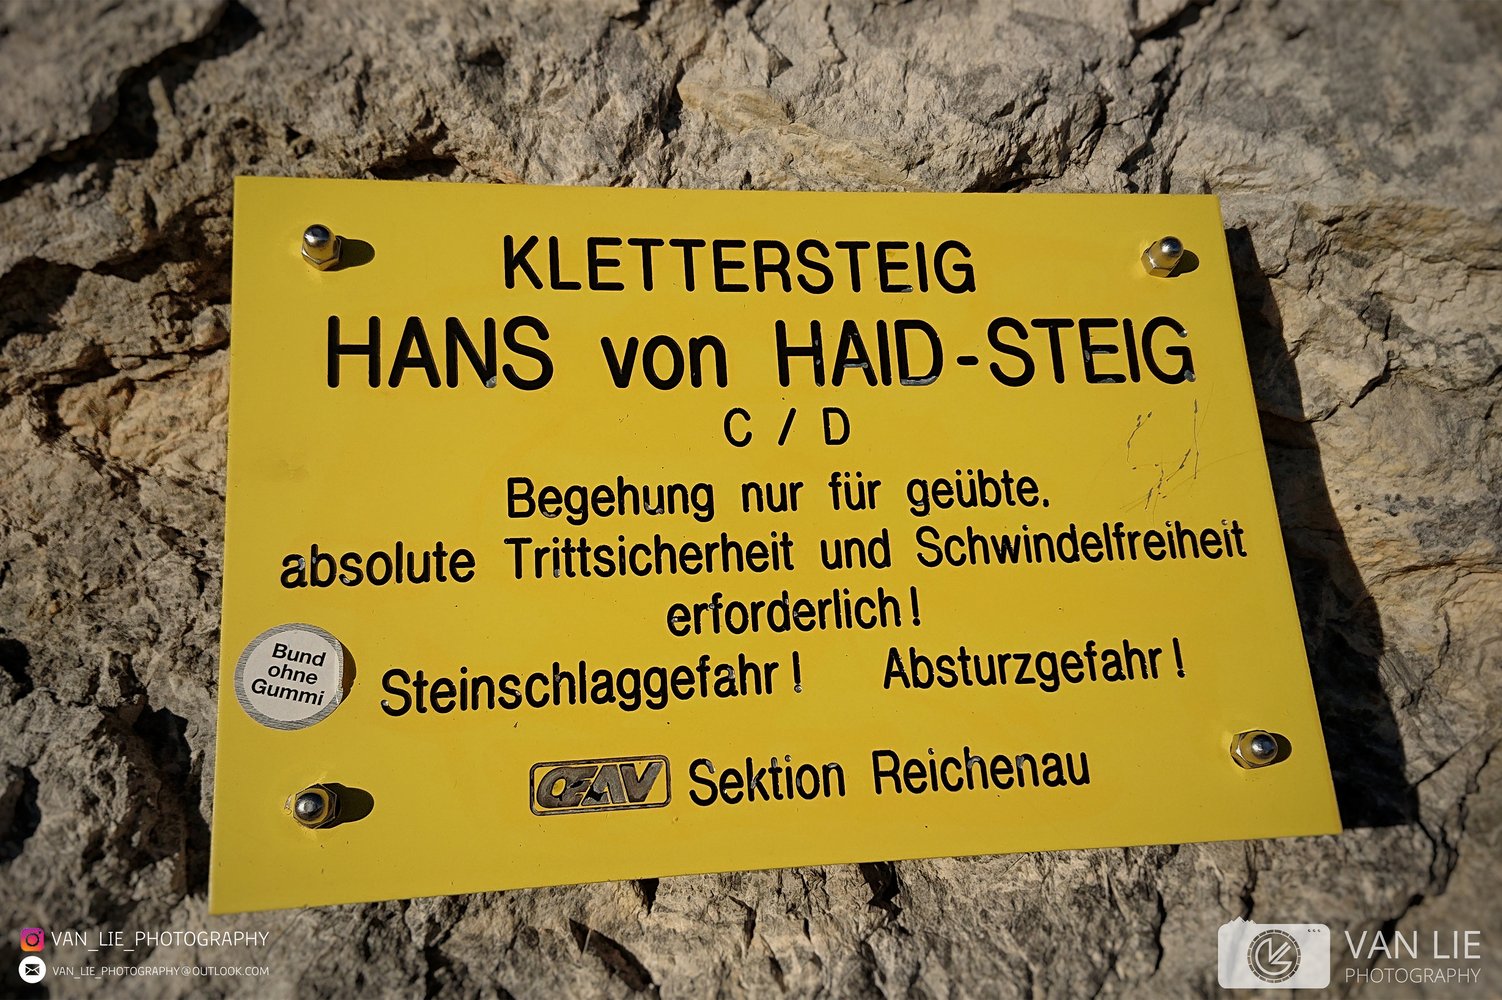 KLETTERSTEIG
HANS von HAID-STEIG
C / D
Begehung nur für geübte.
absolute Trittsicherheit und Schwindelfreiheit
erforderlich!
Steinschlaggefahr! Absturzgefahr!
Bund
ohne
Gummi
OEAV Sektion Reichenau
VAN_LIE_PHOTOGRAPHY
VAN_LIE_PHOTOGRAPHY@OUTLOOK.COM
VAN LIE
PHOTOGRAPHY